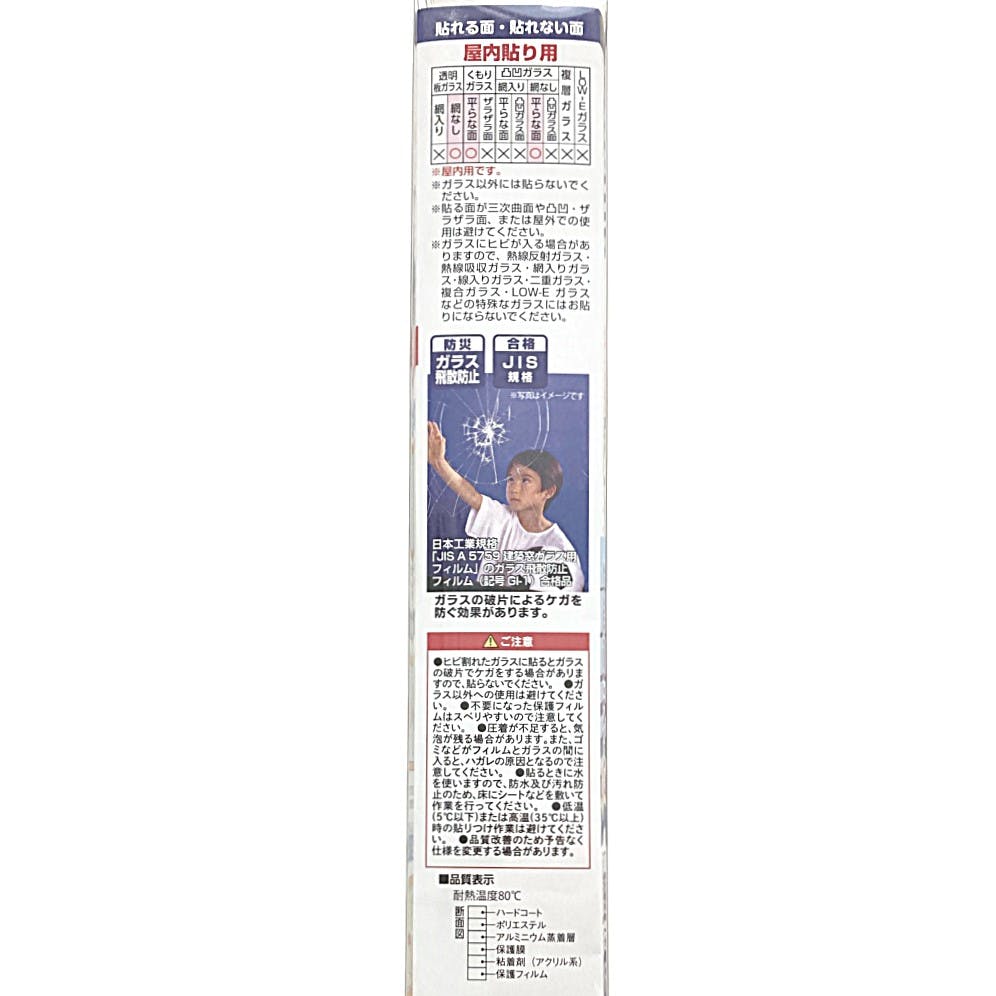 貼れる面・貼れない面
屋内貼り用
透明板ガラス くもりガラス 凸凹ガラス 複層ガラス LOW-Eガラス
網入り 網なし
網入り 網なし 平らな面 ザラザラ面 平らな面 凸凹ガラス面 平らな面 凸凹ガラス面
× ○ ○ × × × ○ × × ×
※屋内用です。
※ガラス以外には貼らないでく
ださい。
※貼る面が三次曲面や凸凹・ザ
ラザラ面、または屋外での使
用は避けてください。
※ガラスにヒビが入る場合があ
りますので、熱線反射ガラス・
熱線吸収ガラス・網入りガラ
ス・線入りガラス・二重ガラス・
複合ガラス・LOW-E ガラス
などの特殊なガラスにはお貼
りにならないでください。
防災 合格
ガラス JIS
飛散防止 規格
※写真はイメージです
日本工業規格
「JIS A 5759 建築窓ガラス用
フィルム」のガラス飛散防止
フィルム（記号 GI-1）合格品
ガラスの破片によるケガを
防ぐ効果があります。
ご注意
●ヒビ割れたガラスに貼るとガラス
の破片でケガをする場合がありま
すので、貼らないでください。 ●ガ
ラス以外への使用は避けてくださ
い。 ●不要になった保護フィル
ムはスベリやすいので注意してく
ださい。 ●圧着が不足すると、気
泡が残る場合があります。また、ゴ
ミなどがフィルムとガラスの間に
入ると、ハガレの原因となるので注
意してください。 ●貼るときに水
を使いますので、防水及び汚れ防
止のため、床にシートなどを敷いて
作業を行ってください。 ●低温
(5℃以下)または高温(35℃以上)
時の貼りつけ作業は避けてくださ
い。 ●品質改善のため予告なく
仕様を変更する場合があります。
■品質表示
耐熱温度80℃
断面図
ハードコート
ポリエステル
アルミニウム蒸着層
保護膜
粘着剤（アクリル系）
保護フィルム